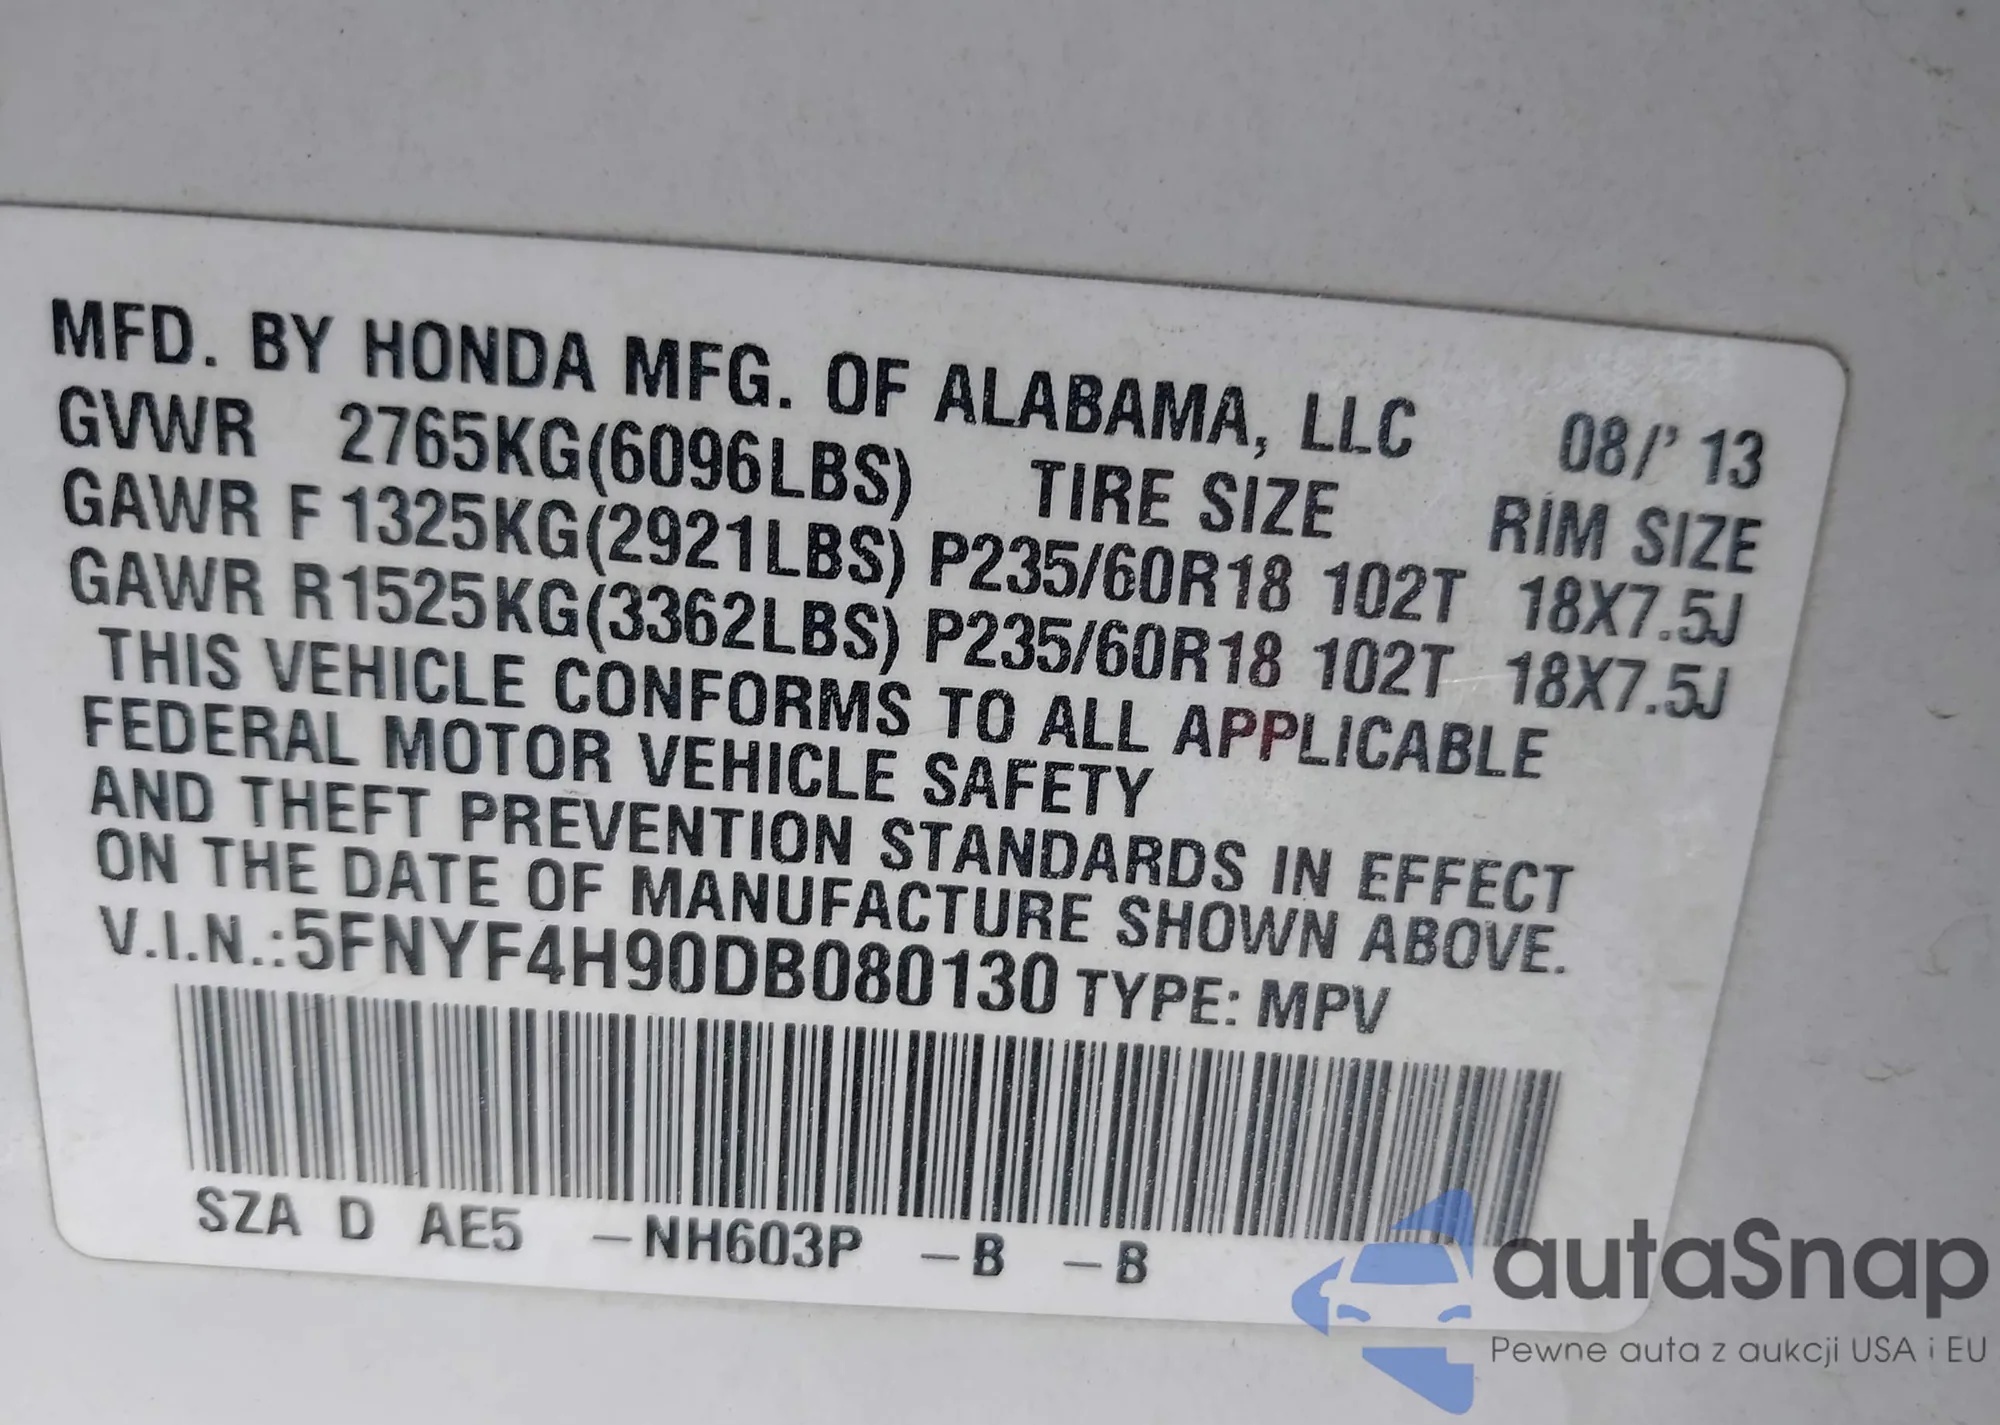 MFD. BY HONDA MFG. OF ALABAMA, LLC 08/'13
GVWR 2765KG(6096LBS) TIRE SIZE RIM SIZE
GAWR F 1325KG(2921LBS) P235/60R18 102T 18X7.5J
GAWR R 1525KG(3362LBS) P235/60R18 102T 18X7.5J
THIS VEHICLE CONFORMS TO ALL APPLICABLE
FEDERAL MOTOR VEHICLE SAFETY
AND THEFT PREVENTION STANDARDS IN EFFECT
ON THE DATE OF MANUFACTURE SHOWN ABOVE.
V.I.N.:5FNYF4H90DB080130 TYPE: MPV
SZA D AE5 -NH603P -B -B
autaSnap
Pewne auta z aukcji USA i EU